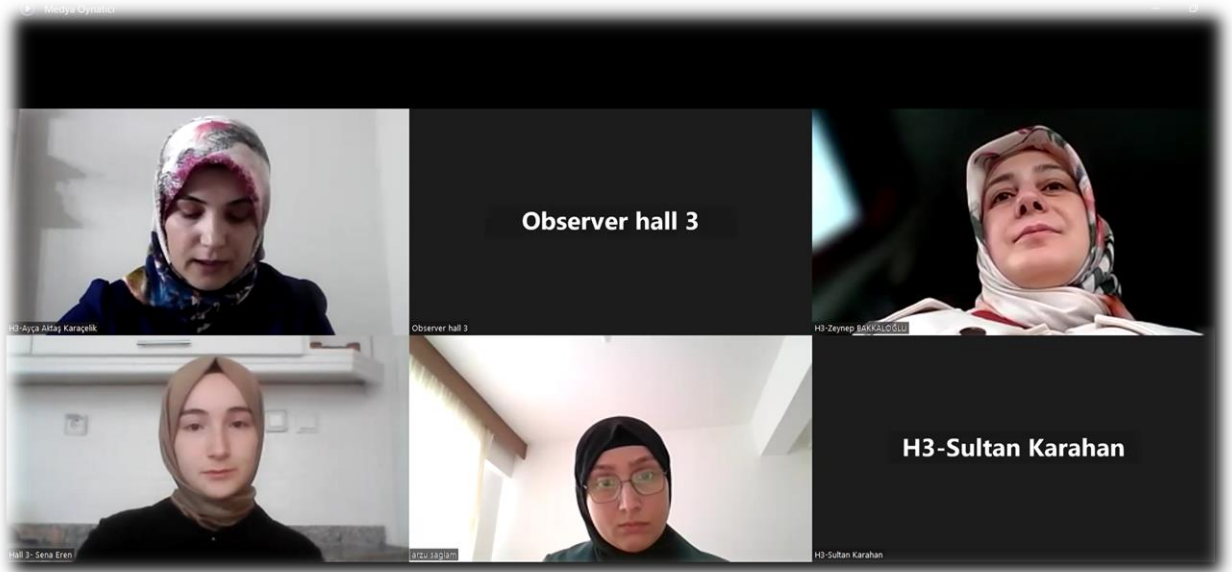 Medya Oynatıcı
Observer hall 3
H3-Ayça Aktaş Karaçelik
Observer hall 3
H3-Zeynep BAKKALOĞLU
H3-Sultan Karahan
Hall 3- Sena Eren
arzu saglam
H3-Sultan Karahan